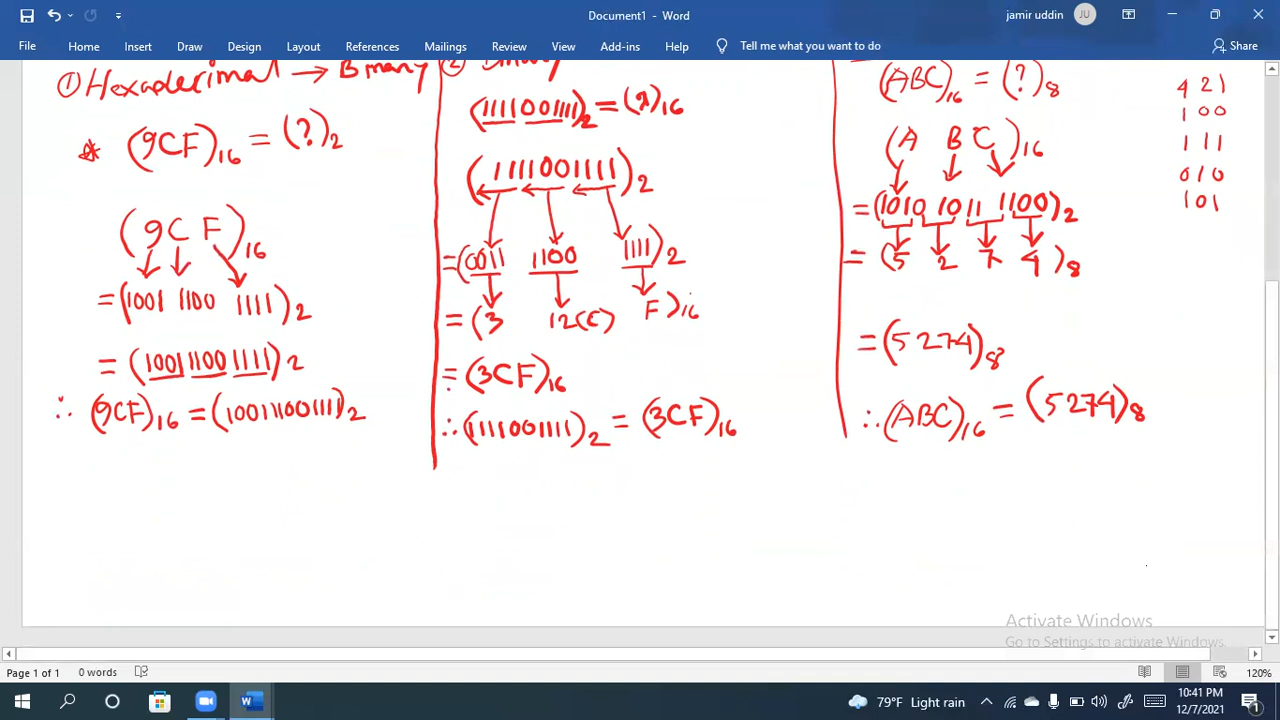 Document1 - Word
jamir uddin JU
File Home Insert Draw Design Layout References Mailings Review View Add-ins Help Tell me what you want to do Share
① Hexaderimal → Binary
* (9CF)16 = (?)2
(9CF)16
= (1001 1100 1111)2
= (100111001111)2
∴ (9CF)16 = (100111001111)2
② Binary
(1111001111)2 = (?)16
(1111001111)2
= (0011 1100 1111)2
= (3 12(C) F)16
= (3CF)16
∴ (1111001111)2 = (3CF)16
(ABC)16 = (?)8
(A B C)16
= (1010 1011 1100)2
= (5 2 7 4)8
= (5274)8
∴ (ABC)16 = (5274)8
4 2 1
1 0 0
1 1 1
0 1 0
1 0 1
Activate Windows
Go to Settings to activate Windows.
Page 1 of 1 0 words 120%
79°F Light rain 10:41 PM
12/7/2021